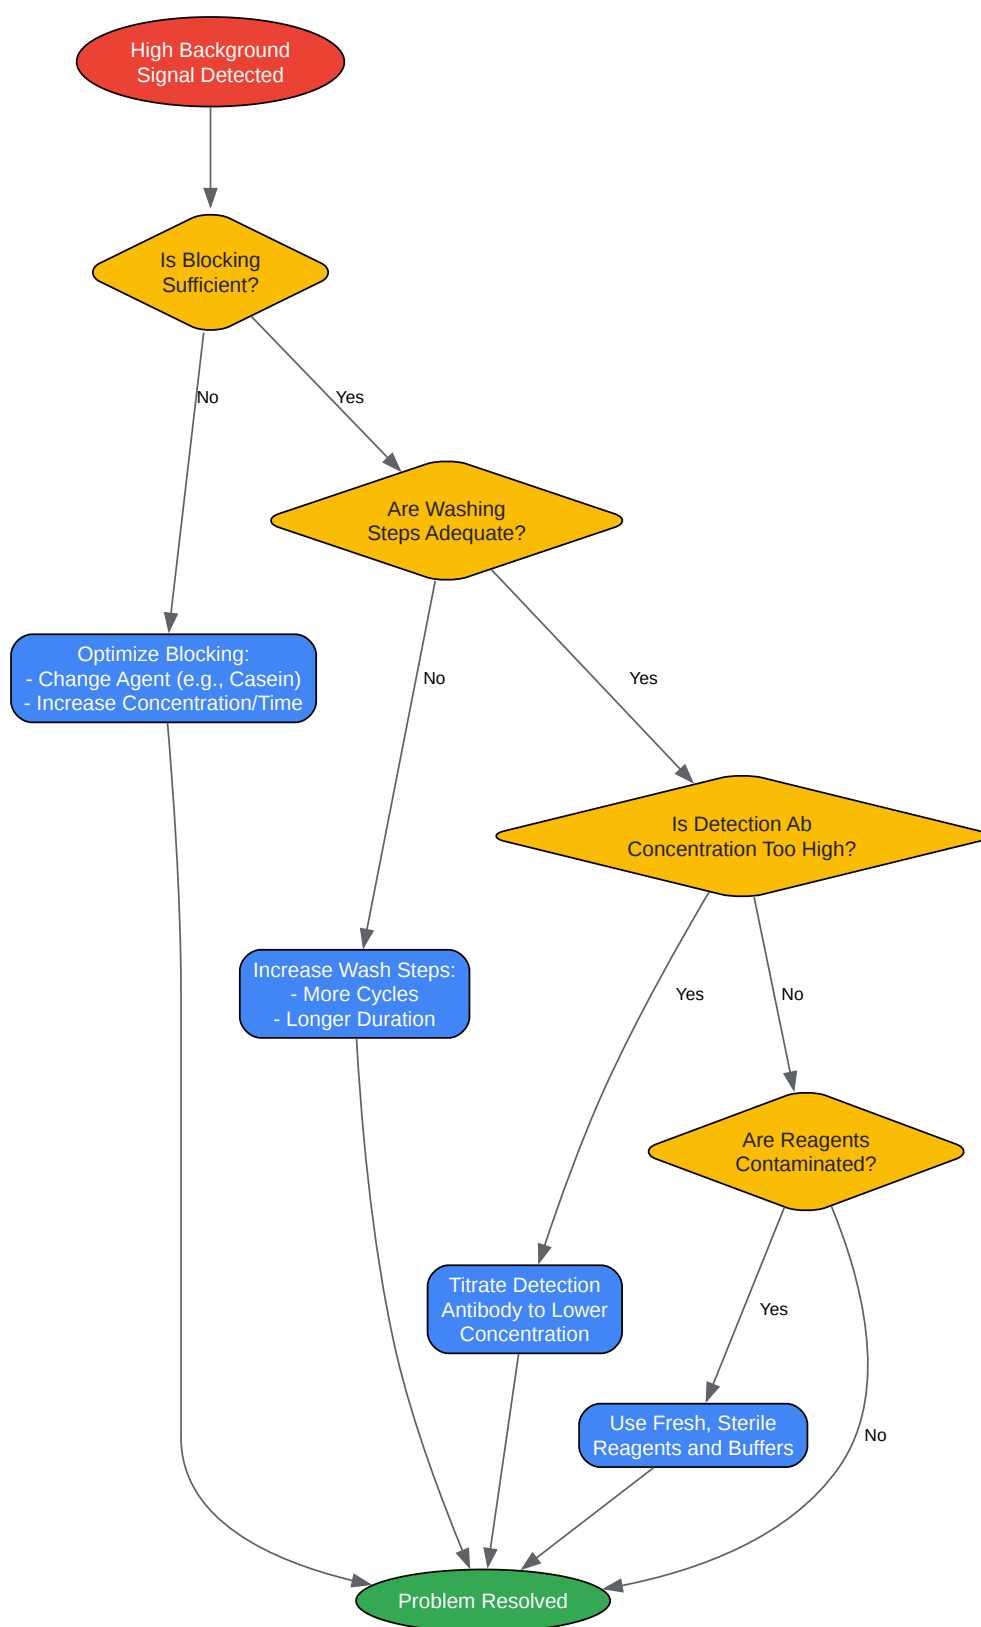 High Background
Signal Detected
Is Blocking
Sufficient?
No
Yes
Are Washing
Steps Adequate?
Optimize Blocking:
- Change Agent (e.g., Casein)
- Increase Concentration/Time
No
Yes
Is Detection Ab
Concentration Too High?
Increase Wash Steps:
- More Cycles
- Longer Duration
Yes
No
Are Reagents
Contaminated?
Titrate Detection
Antibody to Lower
Concentration
Yes
Use Fresh, Sterile
Reagents and Buffers
No
Problem Resolved